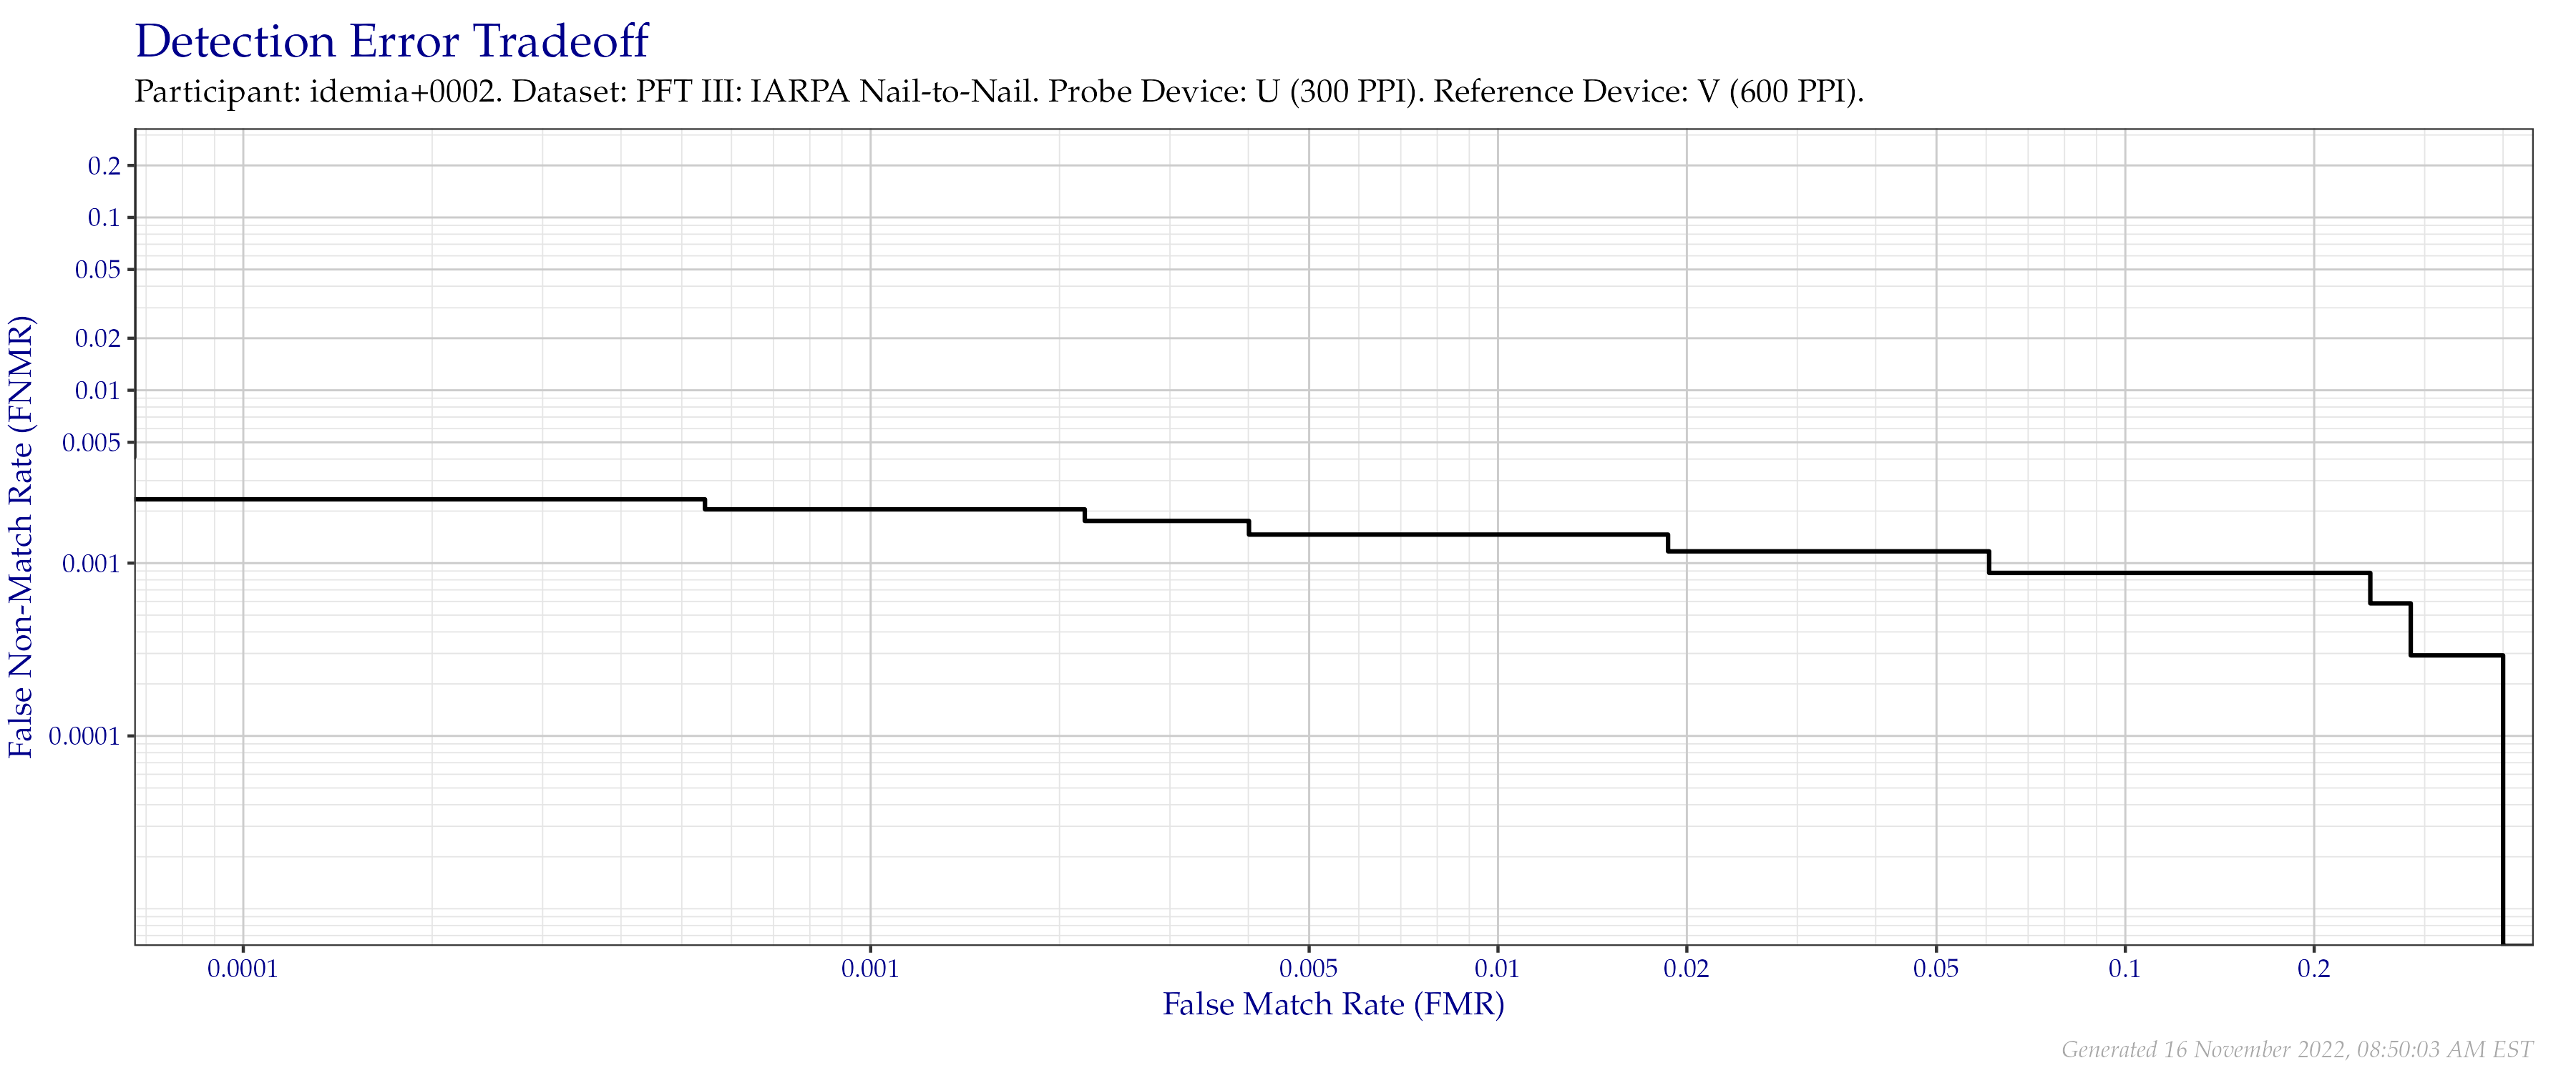 Detection Error Tradeoff
Participant: idemia+0002. Dataset: PFT III: IARPA Nail-to-Nail. Probe Device: U (300 PPI). Reference Device: V (600 PPI).
False Non-Match Rate (FNMR)
0.2
0.1
0.05
0.02
0.01
0.005
0.001
0.0001
0.0001 0.001 0.005 0.01 0.02 0.05 0.1 0.2
False Match Rate (FMR)
Generated 16 November 2022, 08:50:03 AM EST